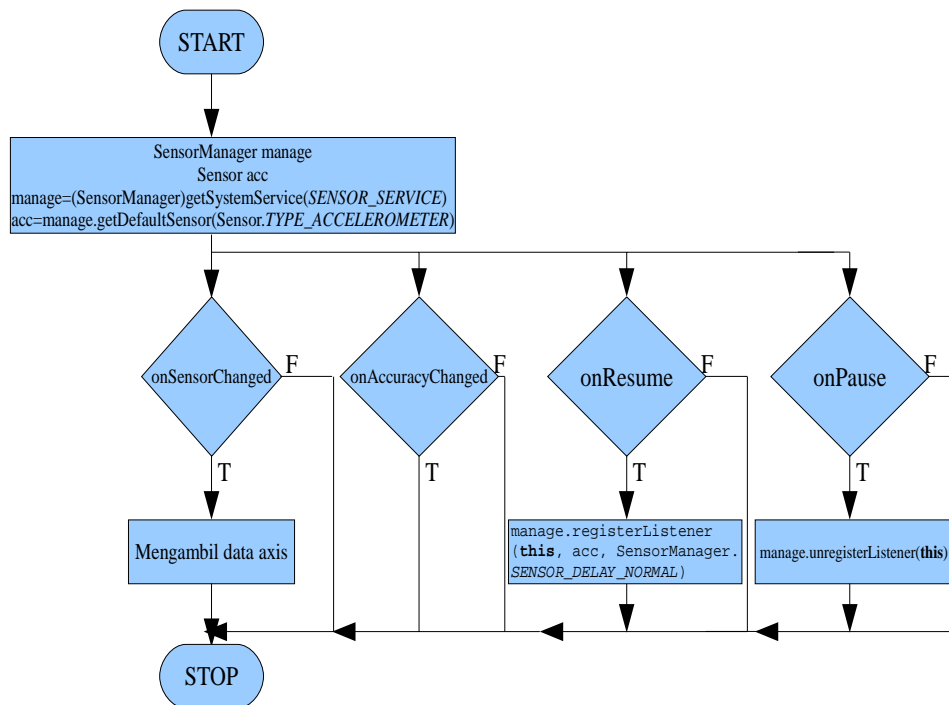 START
SensorManager manage
Sensor acc
manage=(SensorManager)getSystemService(SENSOR_SERVICE)
acc=manage.getDefaultSensor(Sensor.TYPE_ACCELEROMETER)
onSensorChanged
F
T
onAccuracyChanged
F
T
onResume
F
T
onPause
F
T
Mengambil data axis
manage.registerListener
(this, acc, SensorManager.
SENSOR_DELAY_NORMAL)
manage.unregisterListener(this)
STOP